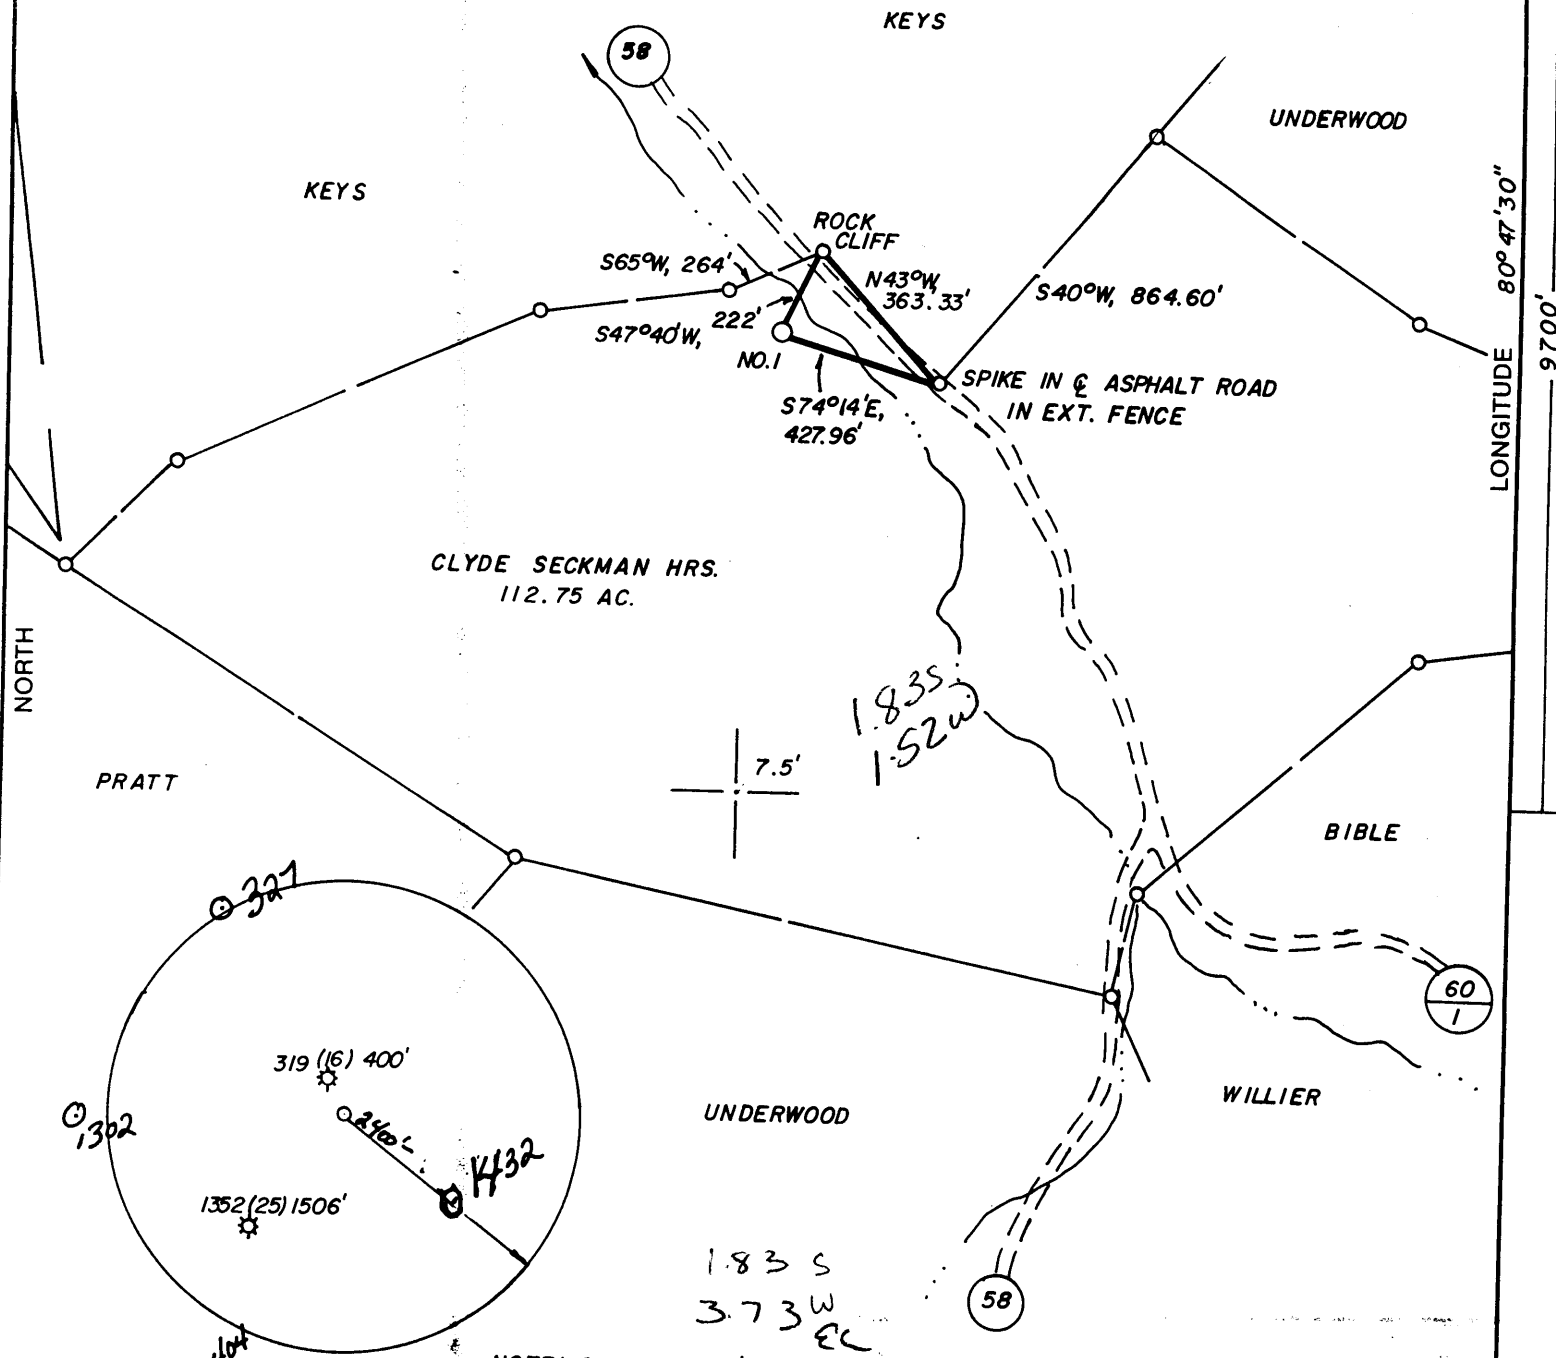 KEYS
58
UNDERWOOD
KEYS
ROCK
CLIFF
S65°W, 264'
N43°W,
363.33'
S40°W, 864.60'
S47°40'W, 222'
NO.1
S74°14'E,
427.96'
SPIKE IN ℄ ASPHALT ROAD
IN EXT. FENCE
LONGITUDE 80° 47' 30"
9700'
CLYDE SECKMAN HRS.
112.75 AC.
NORTH
1.83S
1.52W
7.5'
PRATT
BIBLE
327
60
1
319 (16) 400'
1302
2400'
1432
1352(25)1506'
UNDERWOOD
WILLIER
1.83 S
3.73 W
58